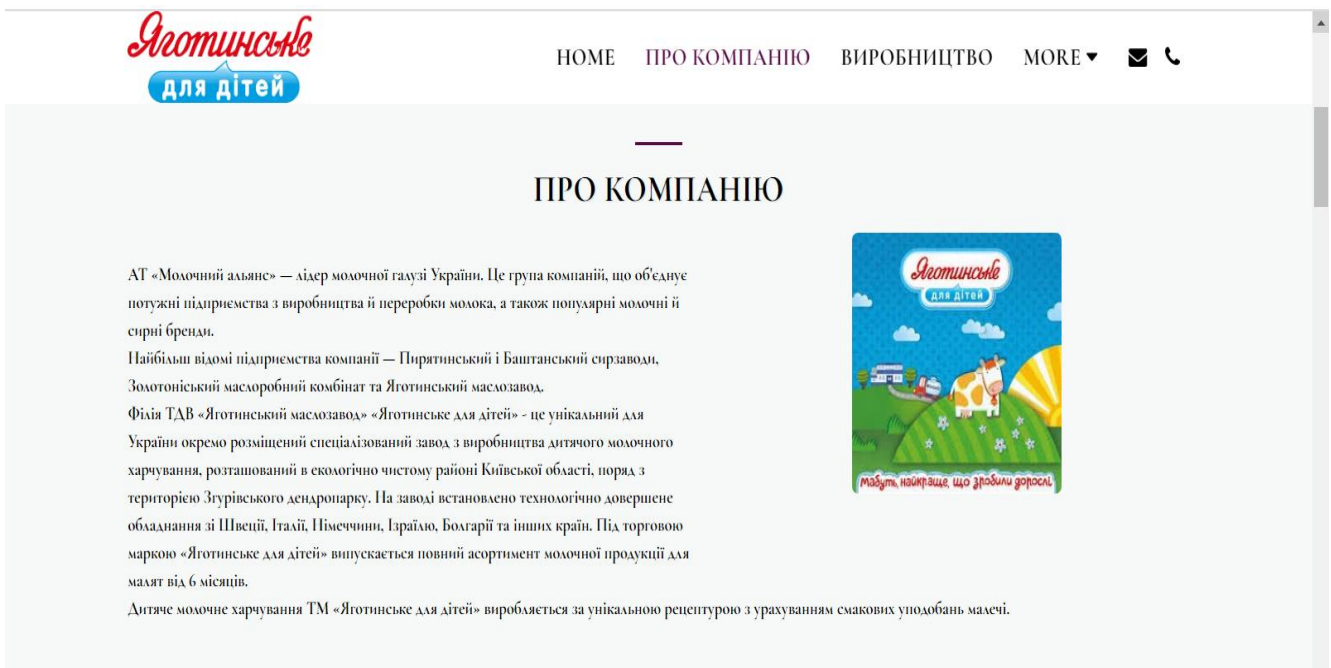 Яготинське
для дітей
HOME ПРО КОМПАНІЮ ВИРОБНИЦТВО MORE
ПРО КОМПАНІЮ
АТ «Молочний альянс» — лідер молочної галузі України. Це група компаній, що об'єднує
потужні підприємства з виробництва й переробки молока, а також популярні молочні й
сирні бренди.
Найбільш відомі підприємства компанії — Пирятинський і Баштанський сирзаводи,
Золотоніський маслоробний комбінат та Яготинський маслозавод.
Філія ТДВ «Яготинський маслозавод» «Яготинське для дітей» - це унікальний для
України окремо розміщений спеціалізований завод з виробництва дитячого молочного
харчування, розташований в екологічно чистому районі Київської області, поряд з
територією Згурівського дендропарку. На заводі встановлено технологічно довершене
обладнання зі Швеції, Італії, Німеччини, Ізраїлю, Болгарії та інших країн. Під торговою
маркою «Яготинське для дітей» випускається повний асортимент молочної продукції для
малят від 6 місяців.
Дитяче молочне харчування ТМ «Яготинське для дітей» виробляється за унікальною рецептурою з урахуванням смакових уподобань малечі.
Яготинське
для дітей
мабуть, найкраще, що зробили дорослі